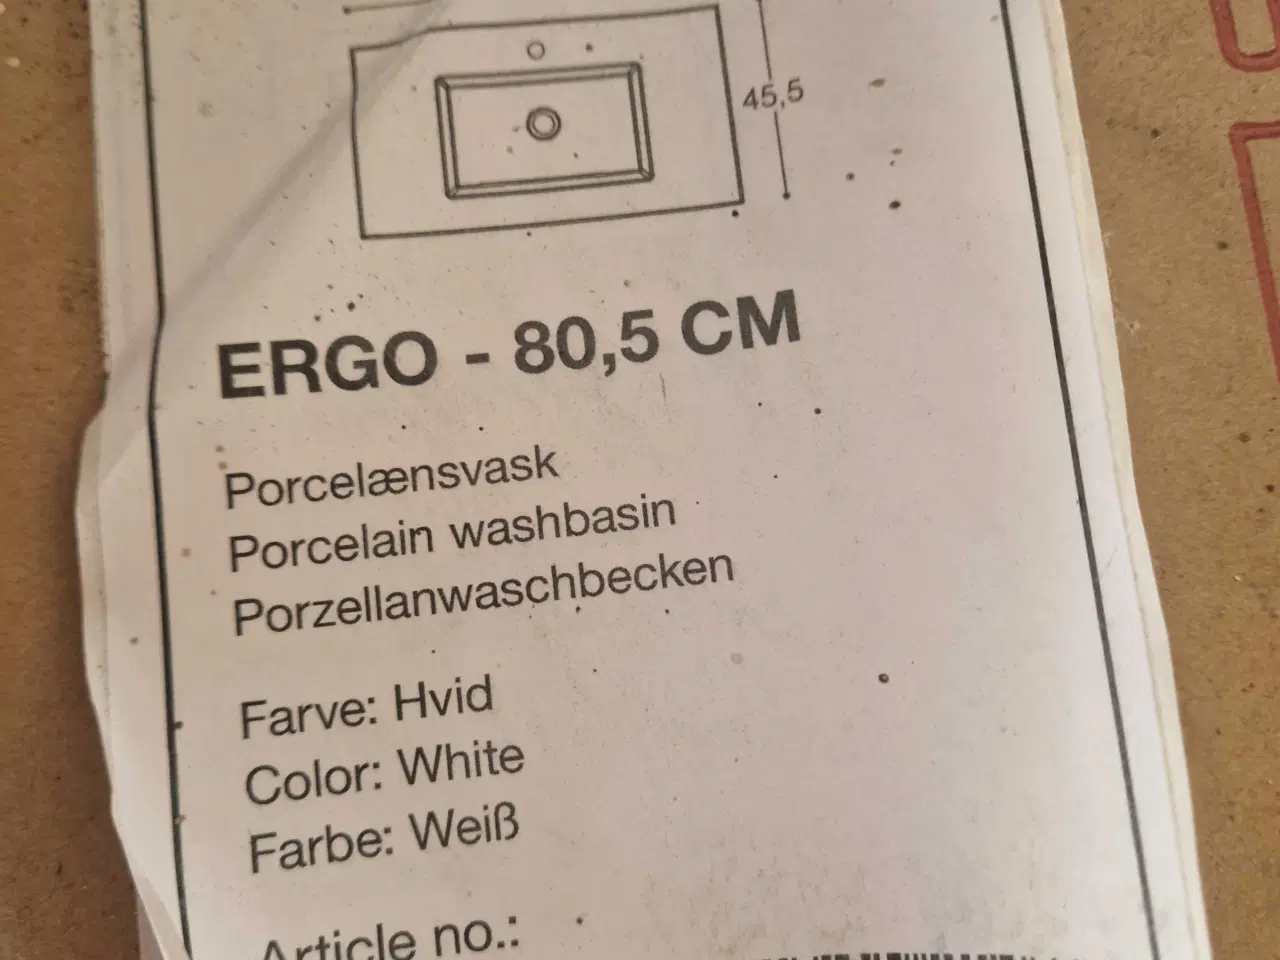 45,5
ERGO - 80,5 CM
Porcelænsvask
Porcelain washbasin
Porzellanwaschbecken
Farve: Hvid
Color: White
Farbe: Weiß
Article no.: